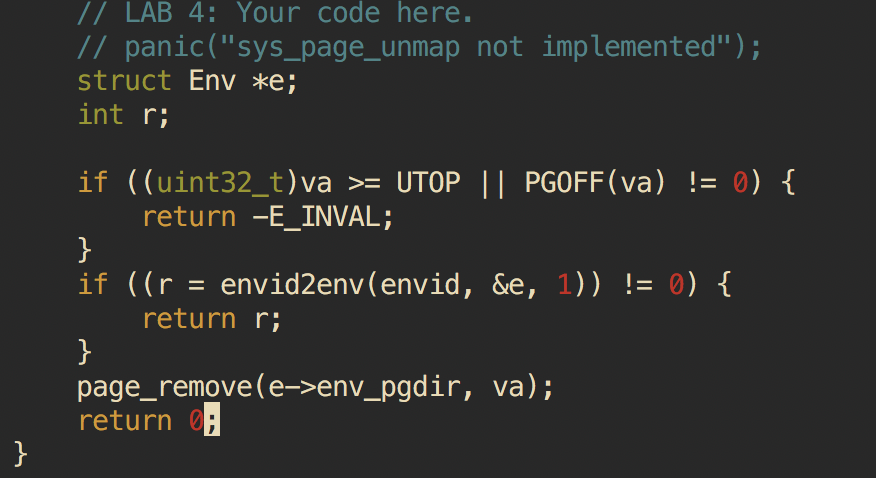 // LAB 4: Your code here.
// panic("sys_page_unmap not implemented");
struct Env *e;
int r;
if ((uint32_t)va >= UTOP || PGOFF(va) != 0) {
return -E_INVAL;
}
if ((r = envid2env(envid, &e, 1)) != 0) {
return r;
}
page_remove(e->env_pgdir, va);
return 0;
}